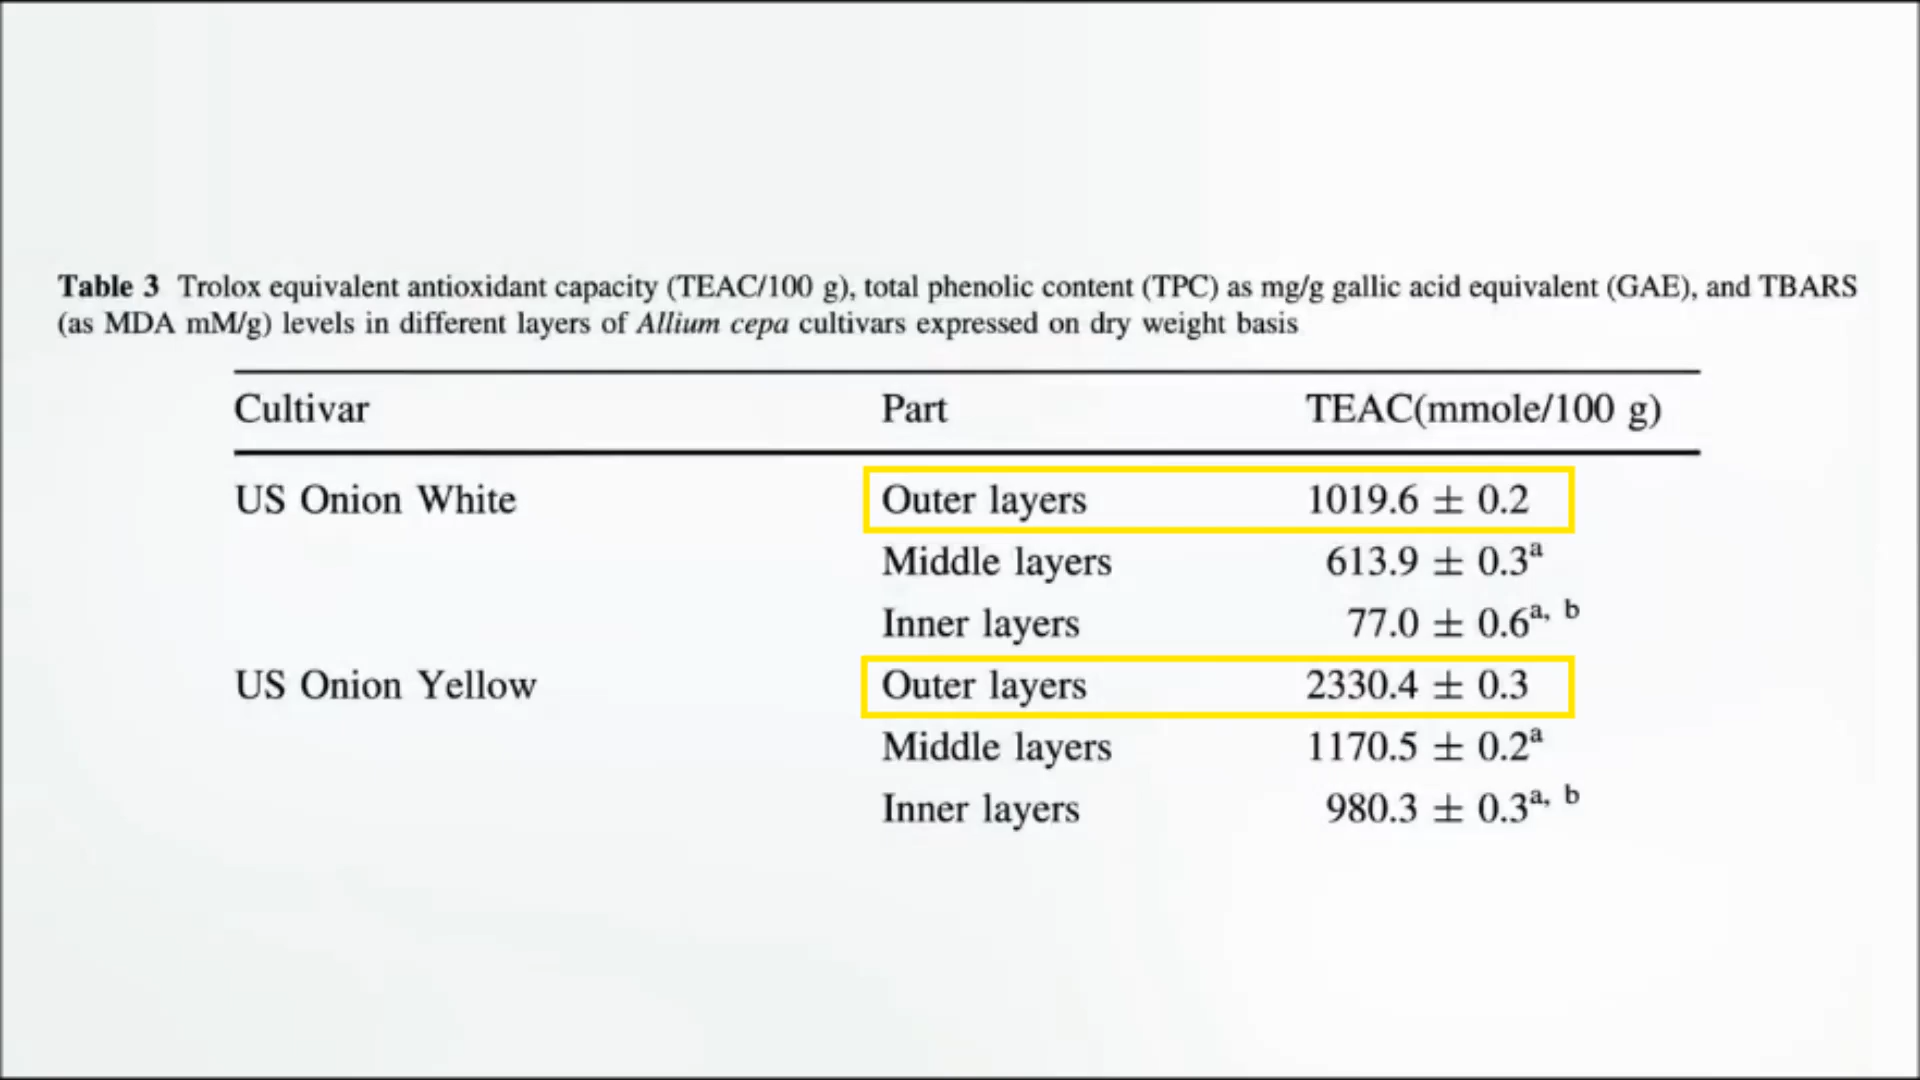 Table 3 Trolox equivalent antioxidant capacity (TEAC/100 g), total phenolic content (TPC) as mg/g gallic acid equivalent (GAE), and TBARS
(as MDA mM/g) levels in different layers of Allium cepa cultivars expressed on dry weight basis
Cultivar Part TEAC(mmole/100 g)
US Onion White Outer layers 1019.6 ± 0.2
Middle layers 613.9 ± 0.3a
Inner layers 77.0 ± 0.6a, b
US Onion Yellow Outer layers 2330.4 ± 0.3
Middle layers 1170.5 ± 0.2a
Inner layers 980.3 ± 0.3a, b